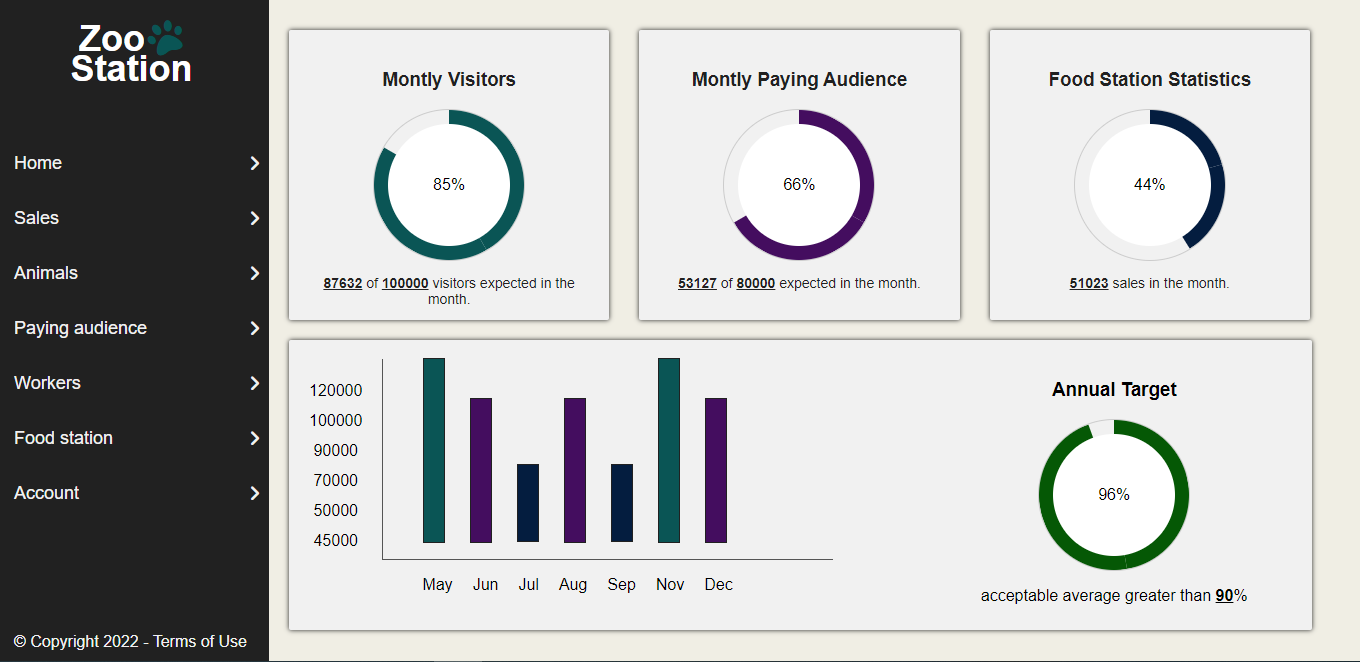 Zoo
Station
Home
Sales
Animals
Paying audience
Workers
Food station
Account
© Copyright 2022 - Terms of Use
Montly Visitors
85%
87632 of 100000 visitors expected in the
month.
Montly Paying Audience
66%
53127 of 80000 expected in the month.
Food Station Statistics
44%
51023 sales in the month.
120000
100000
90000
70000
50000
45000
May Jun Jul Aug Sep Nov Dec
Annual Target
96%
acceptable average greater than 90%